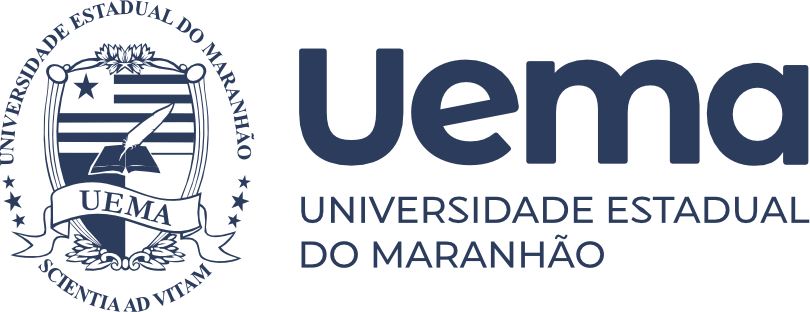 UNIVERSIDADE ESTADUAL DO MARANHÃO
UEMA
SCIENTIA AD VITAM
Uema
UNIVERSIDADE ESTADUAL
DO MARANHÃO